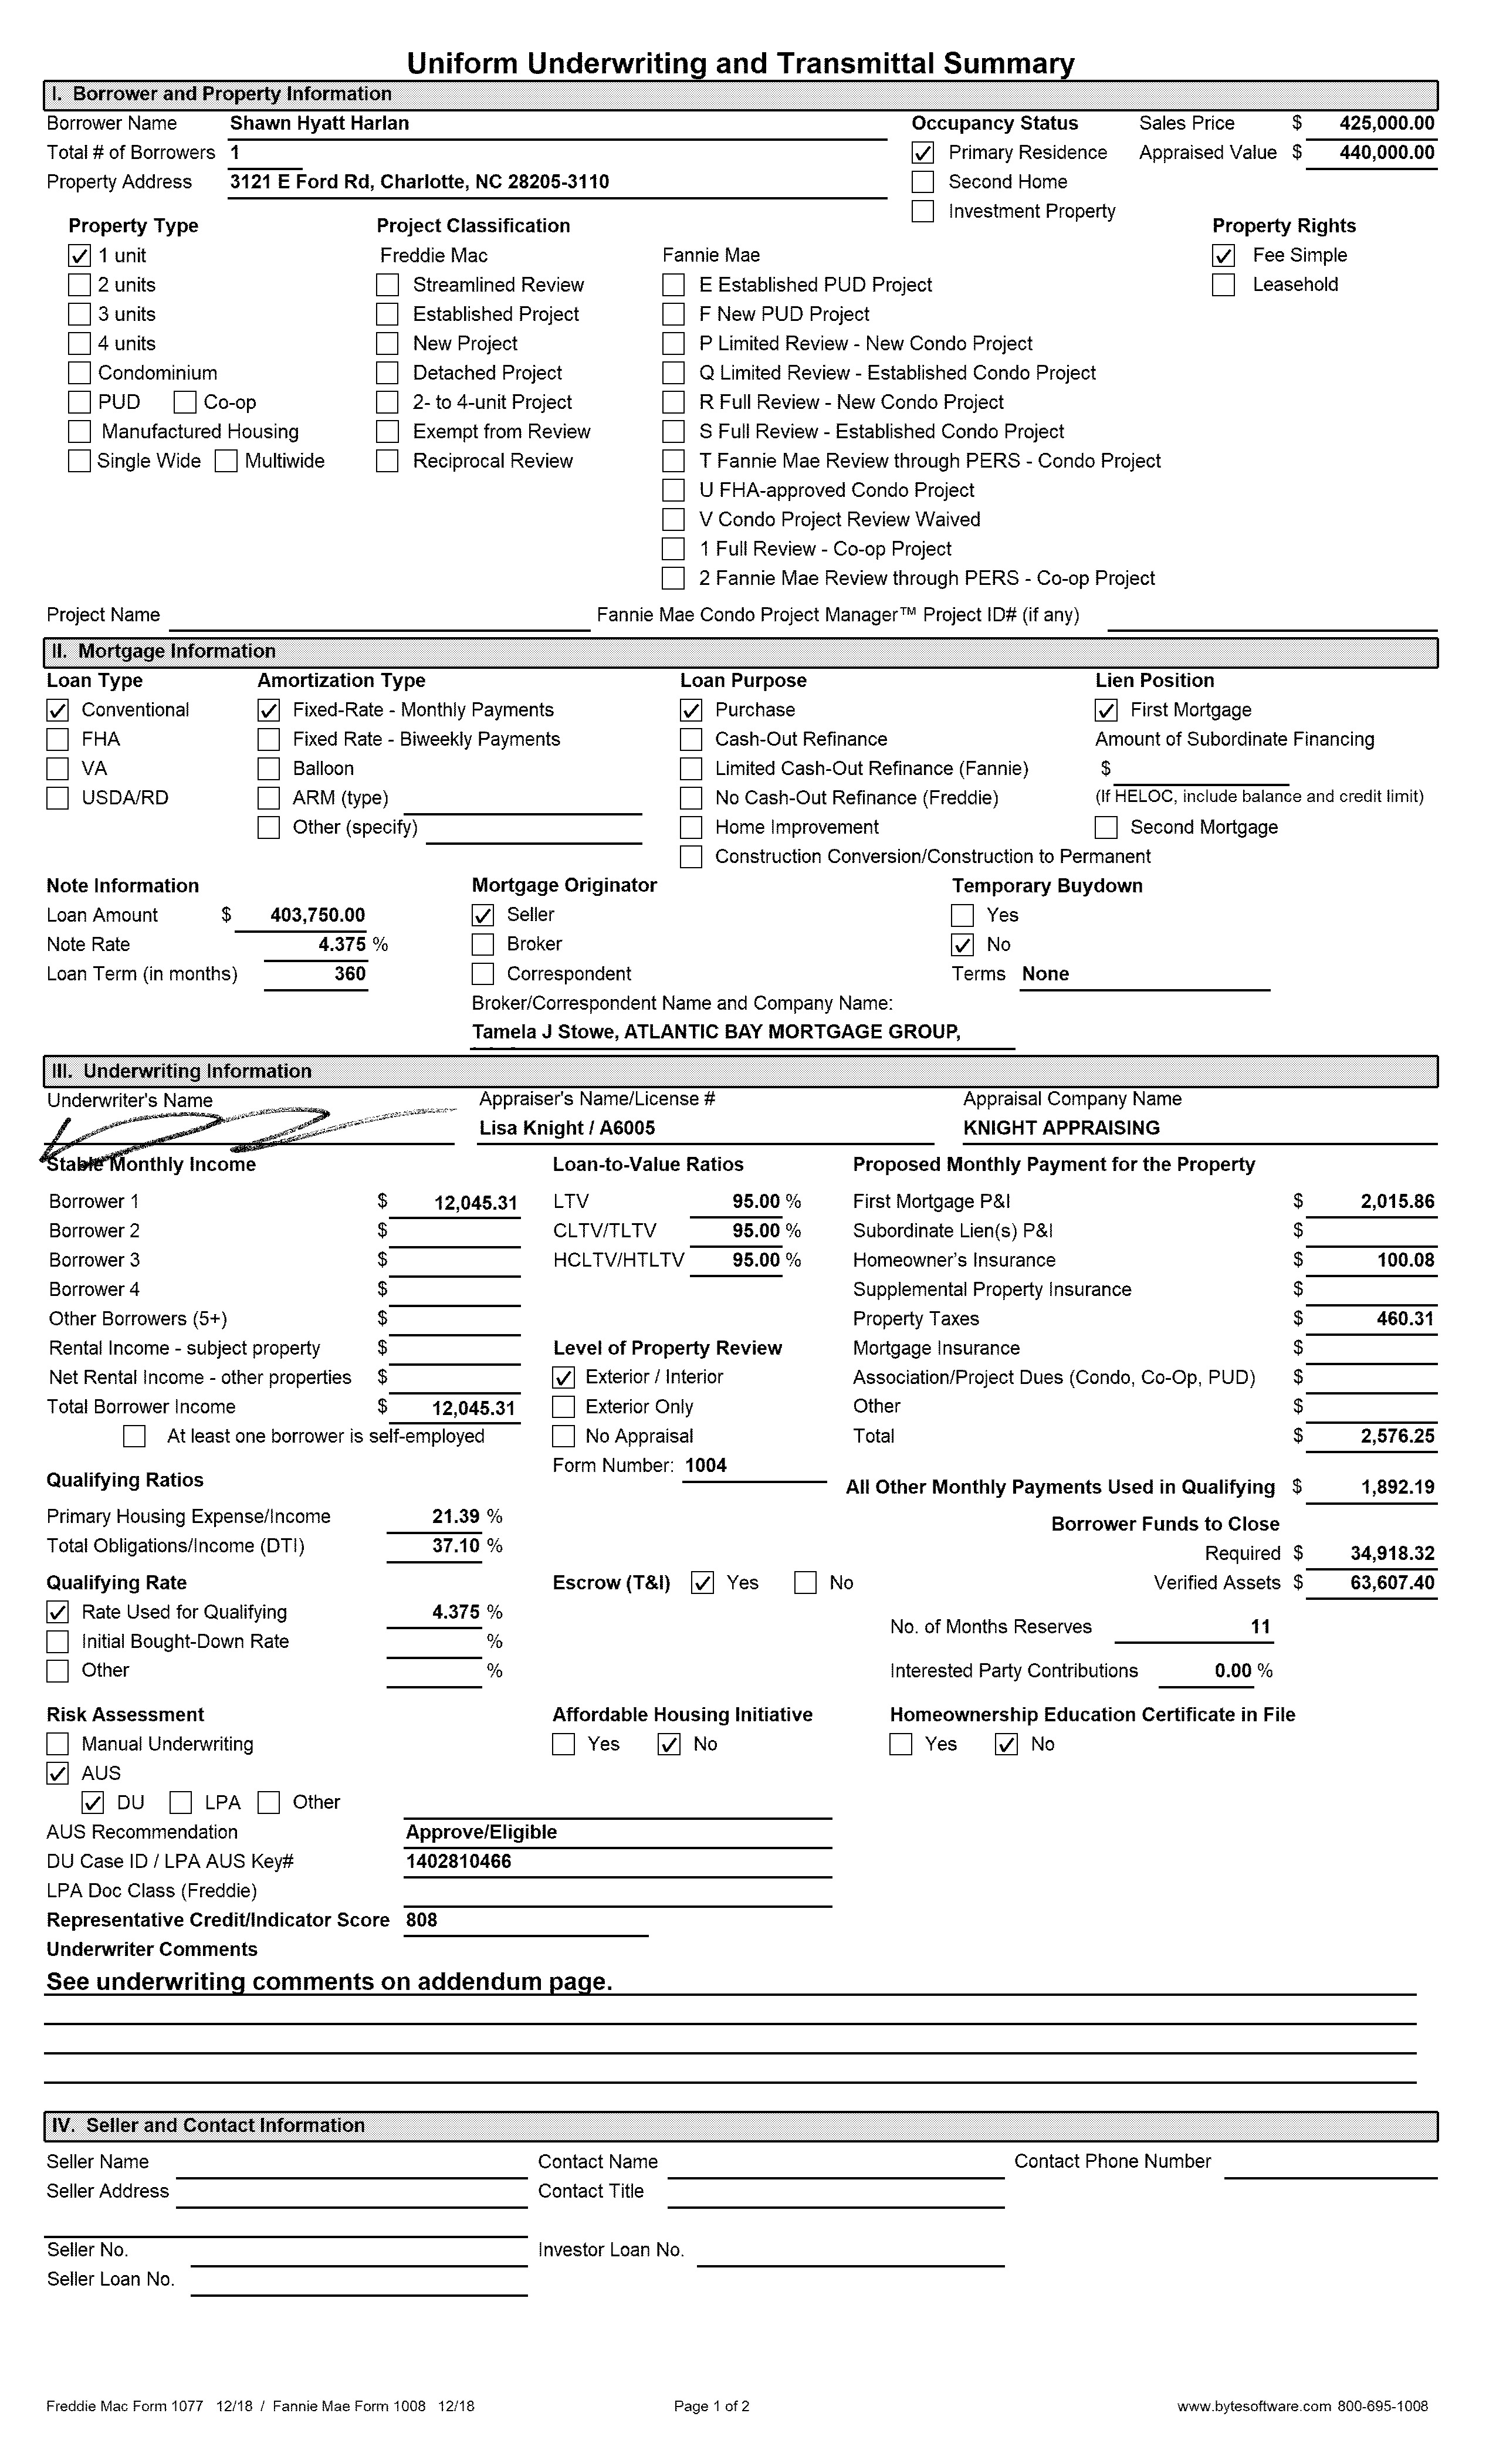 Uniform Underwriting and Transmittal Summary
I. Borrower and Property Information
Borrower Name Shawn Hyatt Harlan Occupancy Status Sales Price $ 425,000.00
Total # of Borrowers 1 Primary Residence Appraised Value $ 440,000.00
Property Address 3121 E Ford Rd, Charlotte, NC 28205-3110 Second Home
Investment Property
Property Type Project Classification Property Rights
1 unit Freddie Mac Fannie Mae Fee Simple
2 units Streamlined Review E Established PUD Project Leasehold
3 units Established Project F New PUD Project
4 units New Project P Limited Review - New Condo Project
Condominium Detached Project Q Limited Review - Established Condo Project
PUD Co-op 2- to 4-unit Project R Full Review - New Condo Project
Manufactured Housing Exempt from Review S Full Review - Established Condo Project
Single Wide Multiwide Reciprocal Review T Fannie Mae Review through PERS - Condo Project
U FHA-approved Condo Project
V Condo Project Review Waived
1 Full Review - Co-op Project
2 Fannie Mae Review through PERS - Co-op Project
Project Name Fannie Mae Condo Project Manager™ Project ID# (if any)
II. Mortgage Information
Loan Type Amortization Type Loan Purpose Lien Position
Conventional Fixed-Rate - Monthly Payments Purchase First Mortgage
FHA Fixed Rate - Biweekly Payments Cash-Out Refinance Amount of Subordinate Financing
VA Balloon Limited Cash-Out Refinance (Fannie) $
USDA/RD ARM (type) No Cash-Out Refinance (Freddie) (If HELOC, include balance and credit limit)
Other (specify) Home Improvement Second Mortgage
Construction Conversion/Construction to Permanent
Note Information Mortgage Originator Temporary Buydown
Loan Amount $ 403,750.00 Seller Yes
Note Rate 4.375 % Broker No
Loan Term (in months) 360 Correspondent Terms None
Broker/Correspondent Name and Company Name:
Tamela J Stowe, ATLANTIC BAY MORTGAGE GROUP,
III. Underwriting Information
Underwriter's Name Appraiser's Name/License # Appraisal Company Name
Lisa Knight / A6005 KNIGHT APPRAISING
Stable Monthly Income Loan-to-Value Ratios Proposed Monthly Payment for the Property
Borrower 1 $ 12,045.31 LTV 95.00 % First Mortgage P&I $ 2,015.86
Borrower 2 $ CLTV/TLTV 95.00 % Subordinate Lien(s) P&I $
Borrower 3 $ HCLTV/HTLTV 95.00 % Homeowner's Insurance $ 100.08
Borrower 4 $ Supplemental Property Insurance $
Other Borrowers (5+) $ Property Taxes $ 460.31
Rental Income - subject property $ Level of Property Review Mortgage Insurance $
Net Rental Income - other properties $ Exterior / Interior Association/Project Dues (Condo, Co-Op, PUD) $
Total Borrower Income $ 12,045.31 Exterior Only Other $
At least one borrower is self-employed No Appraisal Total $ 2,576.25
Form Number: 1004
Qualifying Ratios All Other Monthly Payments Used in Qualifying $ 1,892.19
Primary Housing Expense/Income 21.39 % Borrower Funds to Close
Total Obligations/Income (DTI) 37.10 % Required $ 34,918.32
Qualifying Rate Escrow (T&I) Yes No Verified Assets $ 63,607.40
Rate Used for Qualifying 4.375 %
No. of Months Reserves 11
Initial Bought-Down Rate %
Other % Interested Party Contributions 0.00 %
Risk Assessment Affordable Housing Initiative Homeownership Education Certificate in File
Manual Underwriting Yes No Yes No
AUS
DU LPA Other
AUS Recommendation Approve/Eligible
DU Case ID / LPA AUS Key# 1402810466
LPA Doc Class (Freddie)
Representative Credit/Indicator Score 808
Underwriter Comments
See underwriting comments on addendum page.
IV. Seller and Contact Information
Seller Name Contact Name Contact Phone Number
Seller Address Contact Title
Seller No. Investor Loan No.
Seller Loan No.
Freddie Mac Form 1077 12/18 / Fannie Mae Form 1008 12/18 Page 1 of 2 www.bytesoftware.com 800-695-1008